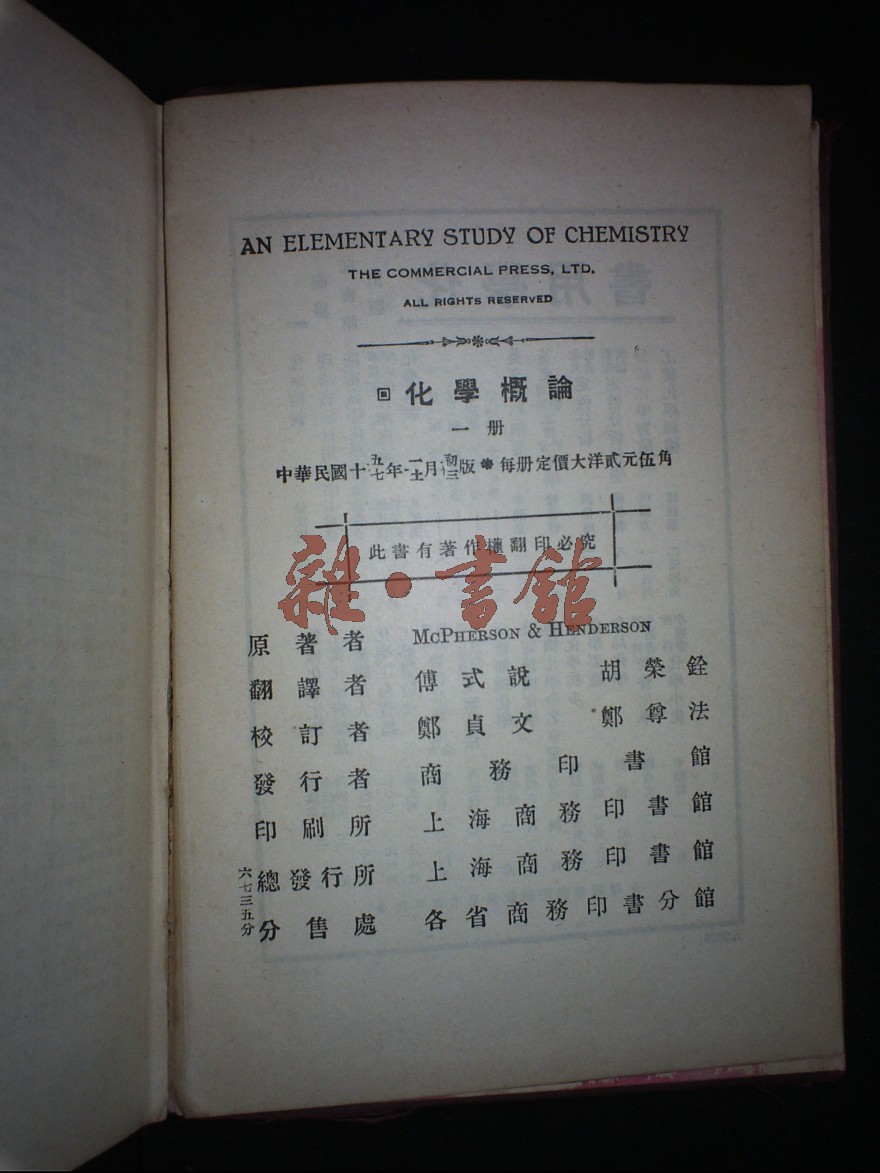 AN ELEMENTARY STUDY OF CHEMISTRY
THE COMMERCIAL PRESS, LTD.
ALL RIGHTS RESERVED
化學概論
一册
中華民國十五七年一十二月初三版 每册定價大洋貳元伍角
此書有著作權翻印必究
雜·書館
原著者 McPHERSON & HENDERSON
翻譯者 傅式說 胡榮銓
校訂者 鄭貞文 鄭尊法
發行者 商務印書館
印刷所 上海商務印書館
總發行所 上海商務印書館
分售處 各省商務印書分館
六七三五分